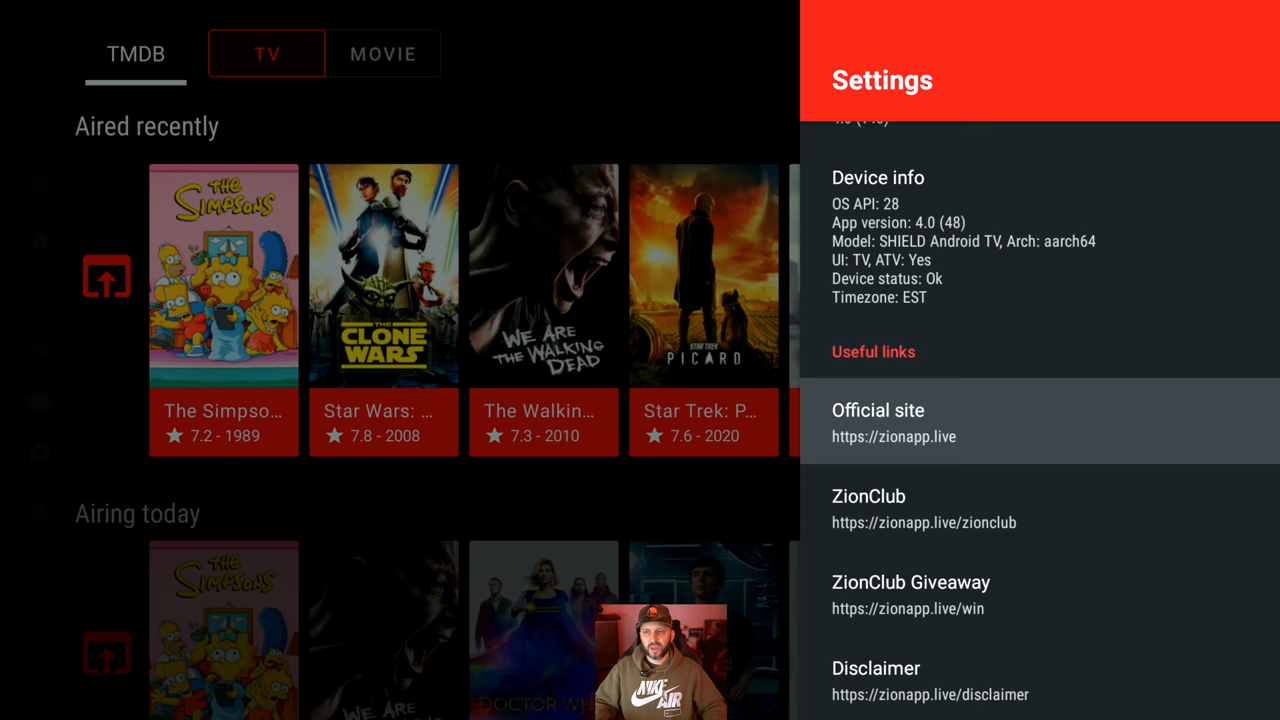 TMDB
TV
MOVIE
Aired recently
THE SIMPSONS
STAR WARS
THE CLONE WARS
WE ARE THE WALKING DEAD
STAR TREK
PICARD
The Simpso...
7.2 - 1989
Star Wars: ...
7.8 - 2008
The Walkin...
7.3 - 2010
Star Trek: P...
7.6 - 2020
Airing today
THE SIMPSONS
WE ARE
DOCTOR WH
NIKE
AIR
Settings
Device info
OS API: 28
App version: 4.0 (48)
Model: SHIELD Android TV, Arch: aarch64
UI: TV, ATV: Yes
Device status: Ok
Timezone: EST
Useful links
Official site
https://zionapp.live
ZionClub
https://zionapp.live/zionclub
ZionClub Giveaway
https://zionapp.live/win
Disclaimer
https://zionapp.live/disclaimer